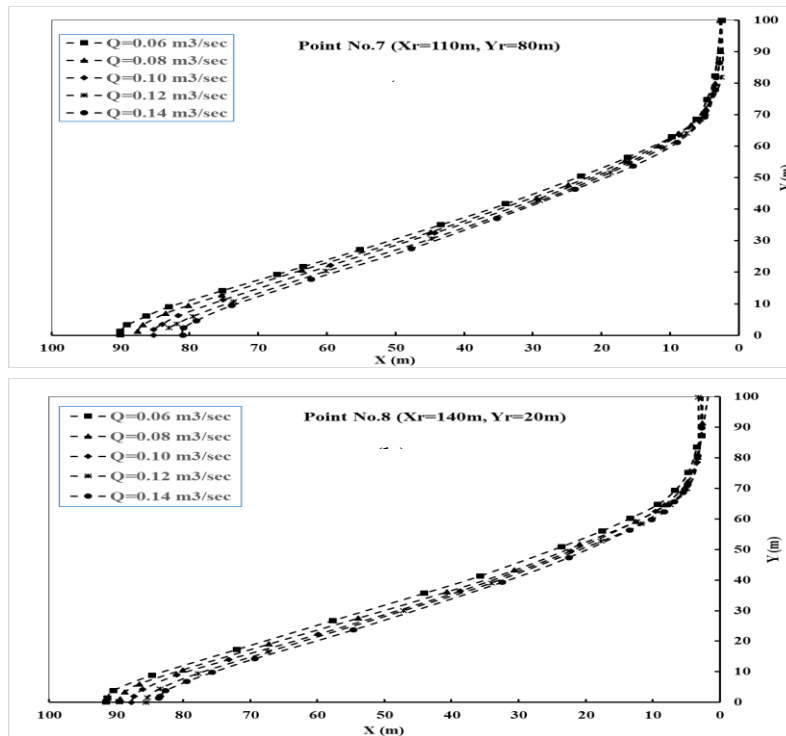 Point No.7 (Xr=110m, Yr=80m)
Q=0.06 m3/sec
Q=0.08 m3/sec
Q=0.10 m3/sec
Q=0.12 m3/sec
Q=0.14 m3/sec
100
90
80
70
60
50
40
30
20
10
0
Y(m)
100 90 80 70 60 50 40 30 20 10 0
X (m)
Point No.8 (Xr=140m, Yr=20m)
Q=0.06 m3/sec
Q=0.08 m3/sec
Q=0.10 m3/sec
Q=0.12 m3/sec
Q=0.14 m3/sec
100
90
80
70
60
50
40
30
20
10
0
Y (m)
100 90 80 70 60 50 40 30 20 10 0
X (m)